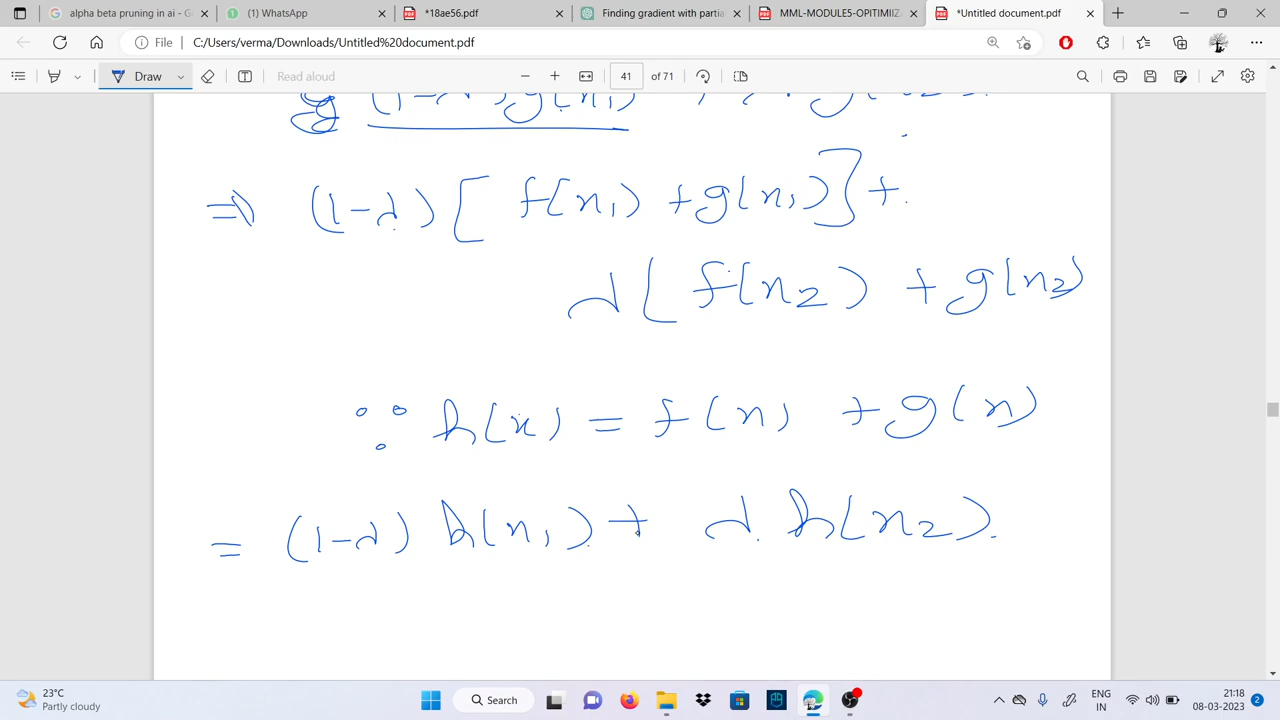 alpha beta pruning in ai - G
(1) WhatsApp
*18ae56.pdf
Finding gradient with partia
MML-MODULE5-OPITIMIZ
*Untitled document.pdf
File
C:/Users/verma/Downloads/Untitled%20document.pdf
Draw
Read aloud
41 of 71
⇒ (1-λ) [ f(x₁) + g(x₁) ] +
λ [ f(x₂) + g(x₂)
∵ h(x) = f(x) + g(x)
= (1-λ) h(x₁) + λ. h(x₂).
23°C
Partly cloudy
Search
ENG
IN
21:18
08-03-2023